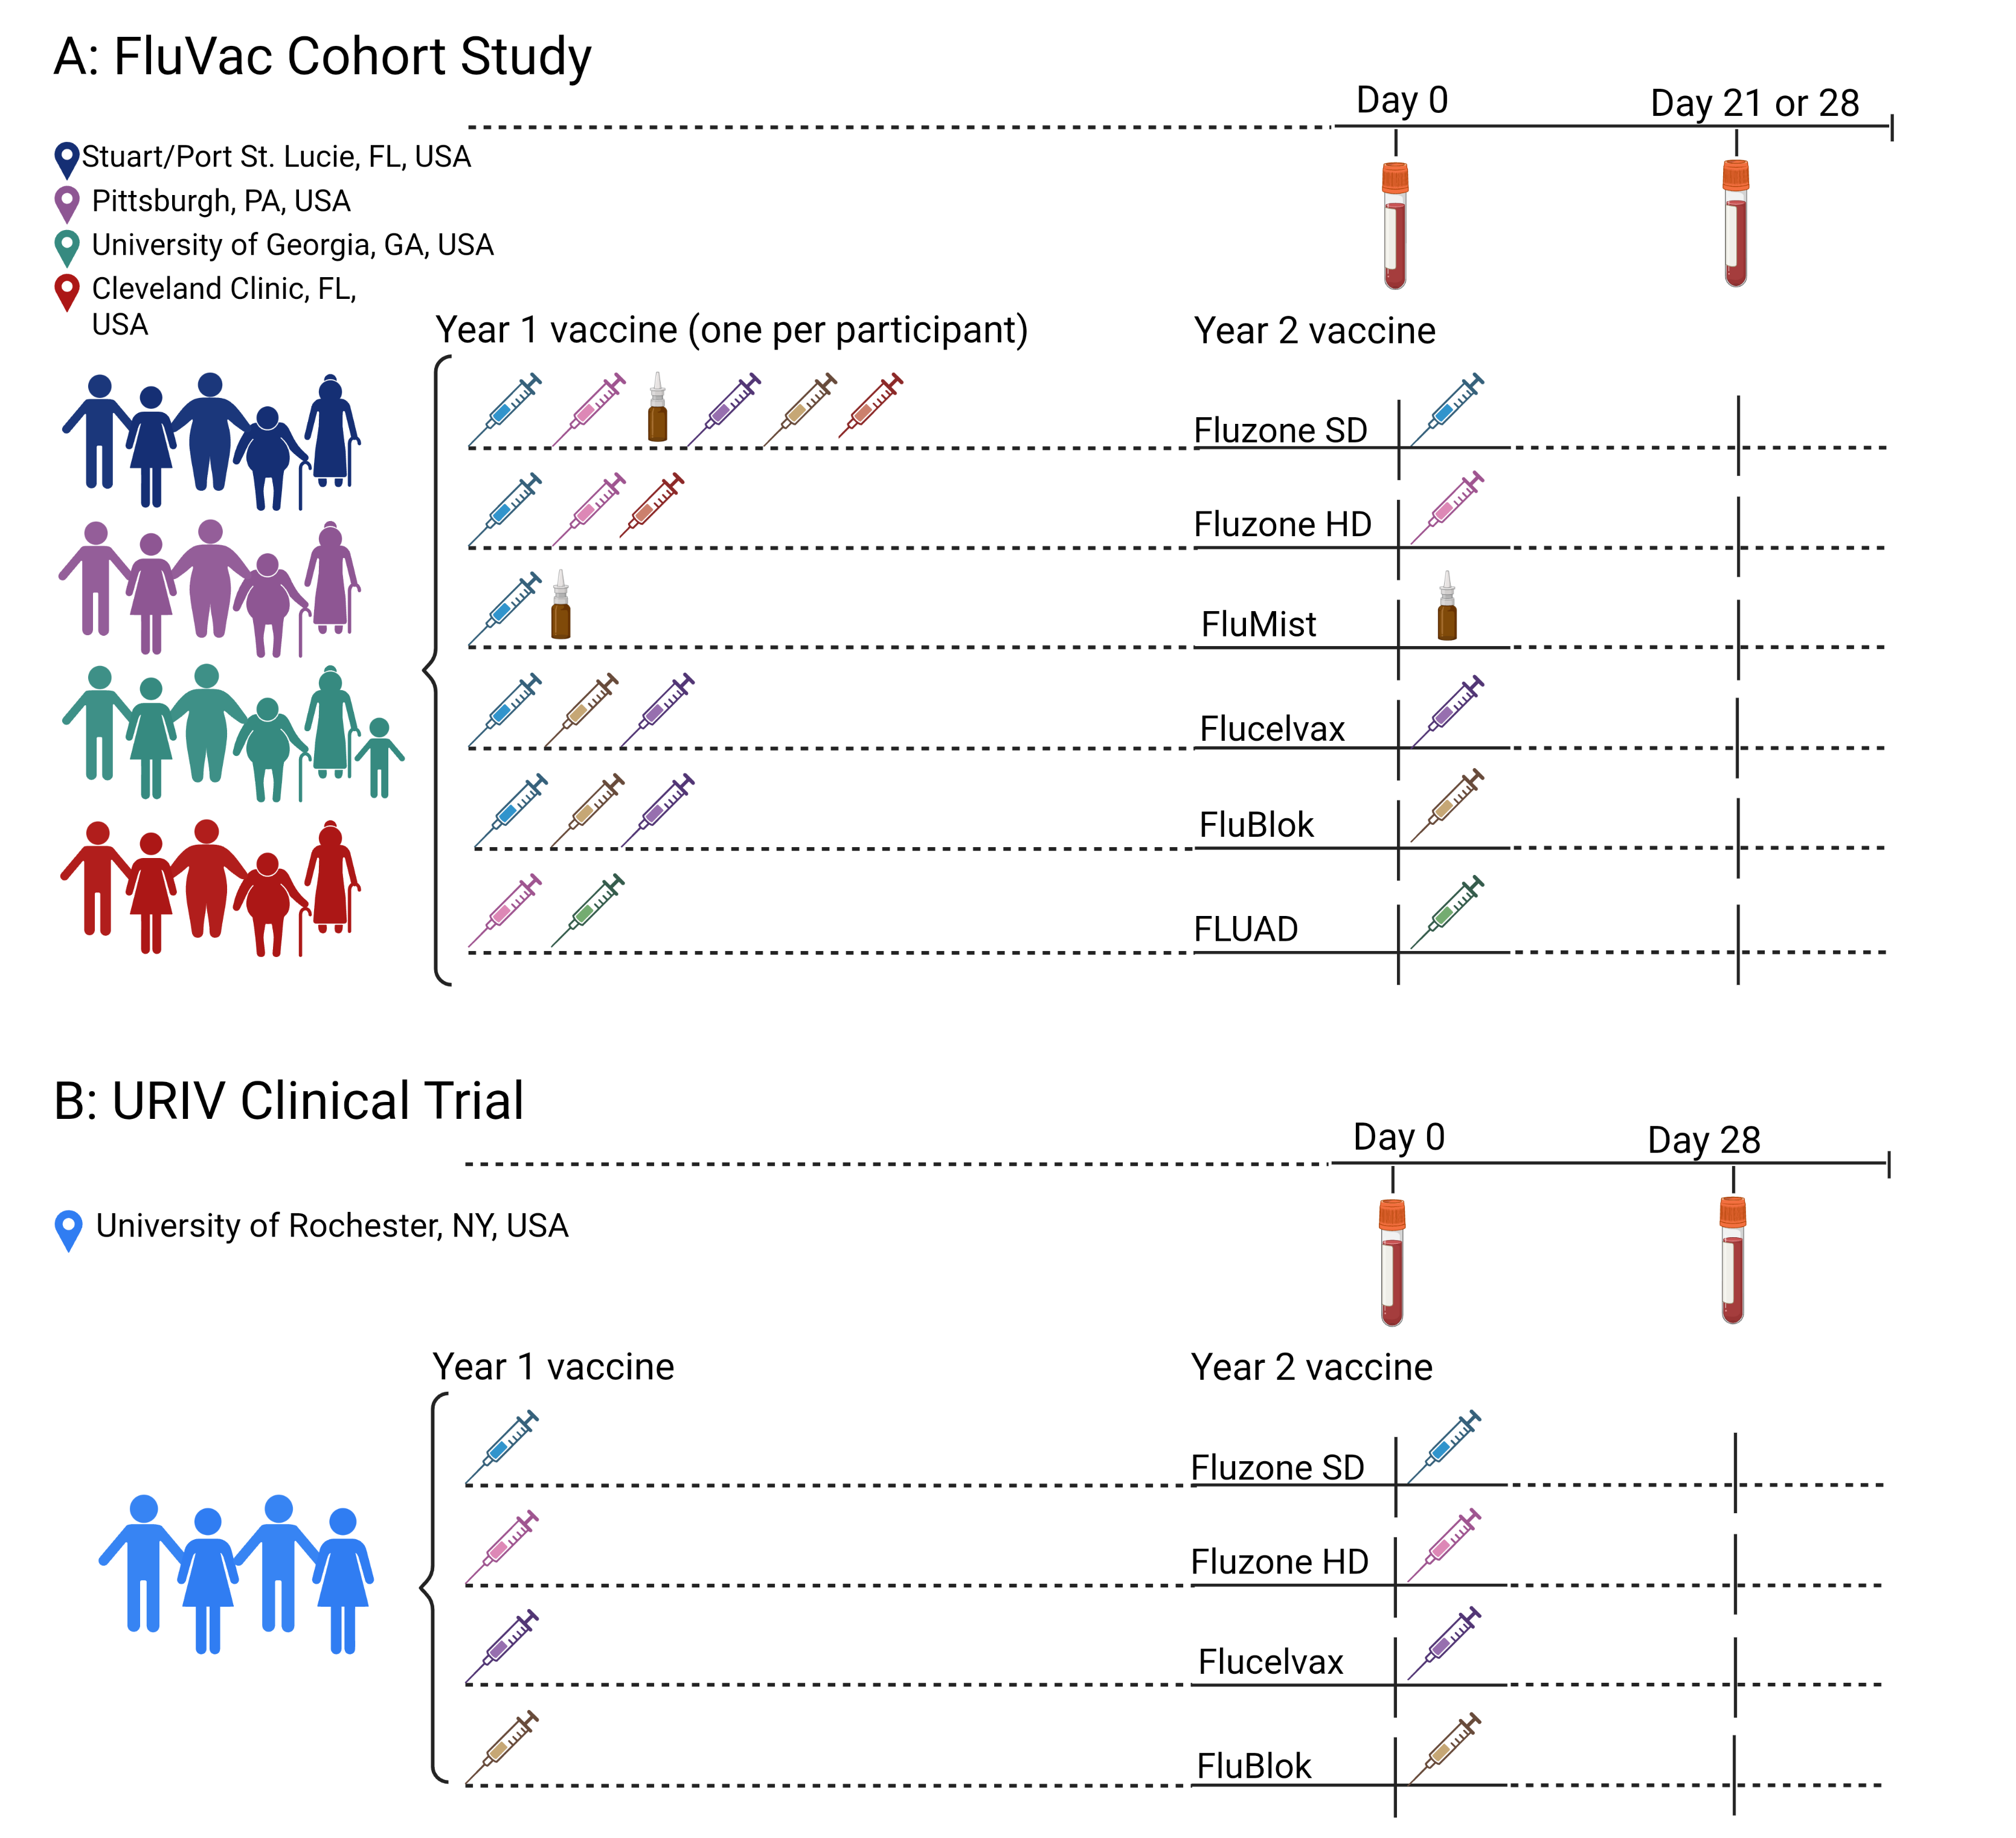 A: FluVac Cohort Study
Day 0
Day 21 or 28
Stuart/Port St. Lucie, FL, USA
Pittsburgh, PA, USA
University of Georgia, GA, USA
Cleveland Clinic, FL,
USA
Year 1 vaccine (one per participant)
Year 2 vaccine
Fluzone SD
Fluzone HD
FluMist
Flucelvax
FluBlok
FLUAD
B: URIV Clinical Trial
Day 0
Day 28
University of Rochester, NY, USA
Year 1 vaccine
Year 2 vaccine
Fluzone SD
Fluzone HD
Flucelvax
FluBlok